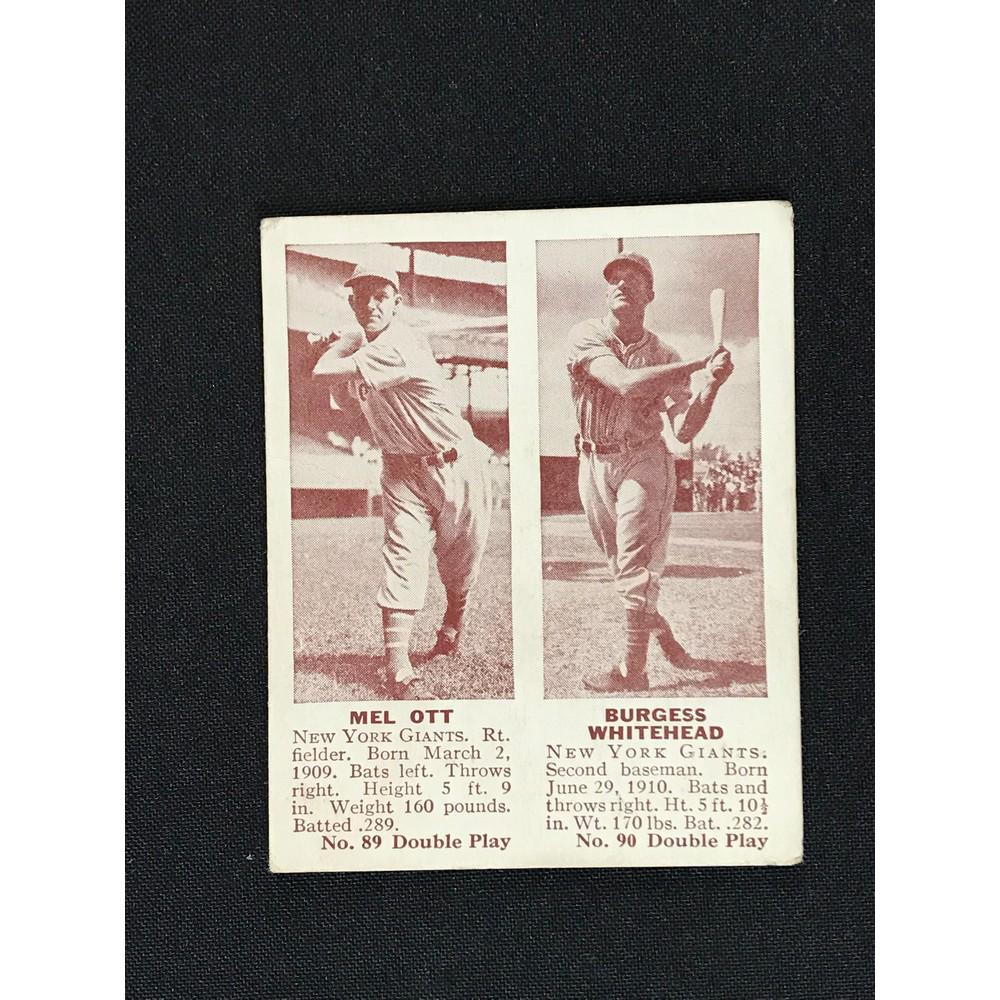 MEL OTT
NEW YORK GIANTS. Rt.
fielder. Born March 2,
1909. Bats left. Throws
right. Height 5 ft. 9
in. Weight 160 pounds.
Batted .289.
No. 89 Double Play
BURGESS
WHITEHEAD
NEW YORK GIANTS.
Second baseman. Born
June 29, 1910. Bats and
throws right. Ht. 5 ft. 10½
in. Wt. 170 lbs. Bat. .282.
No. 90 Double Play